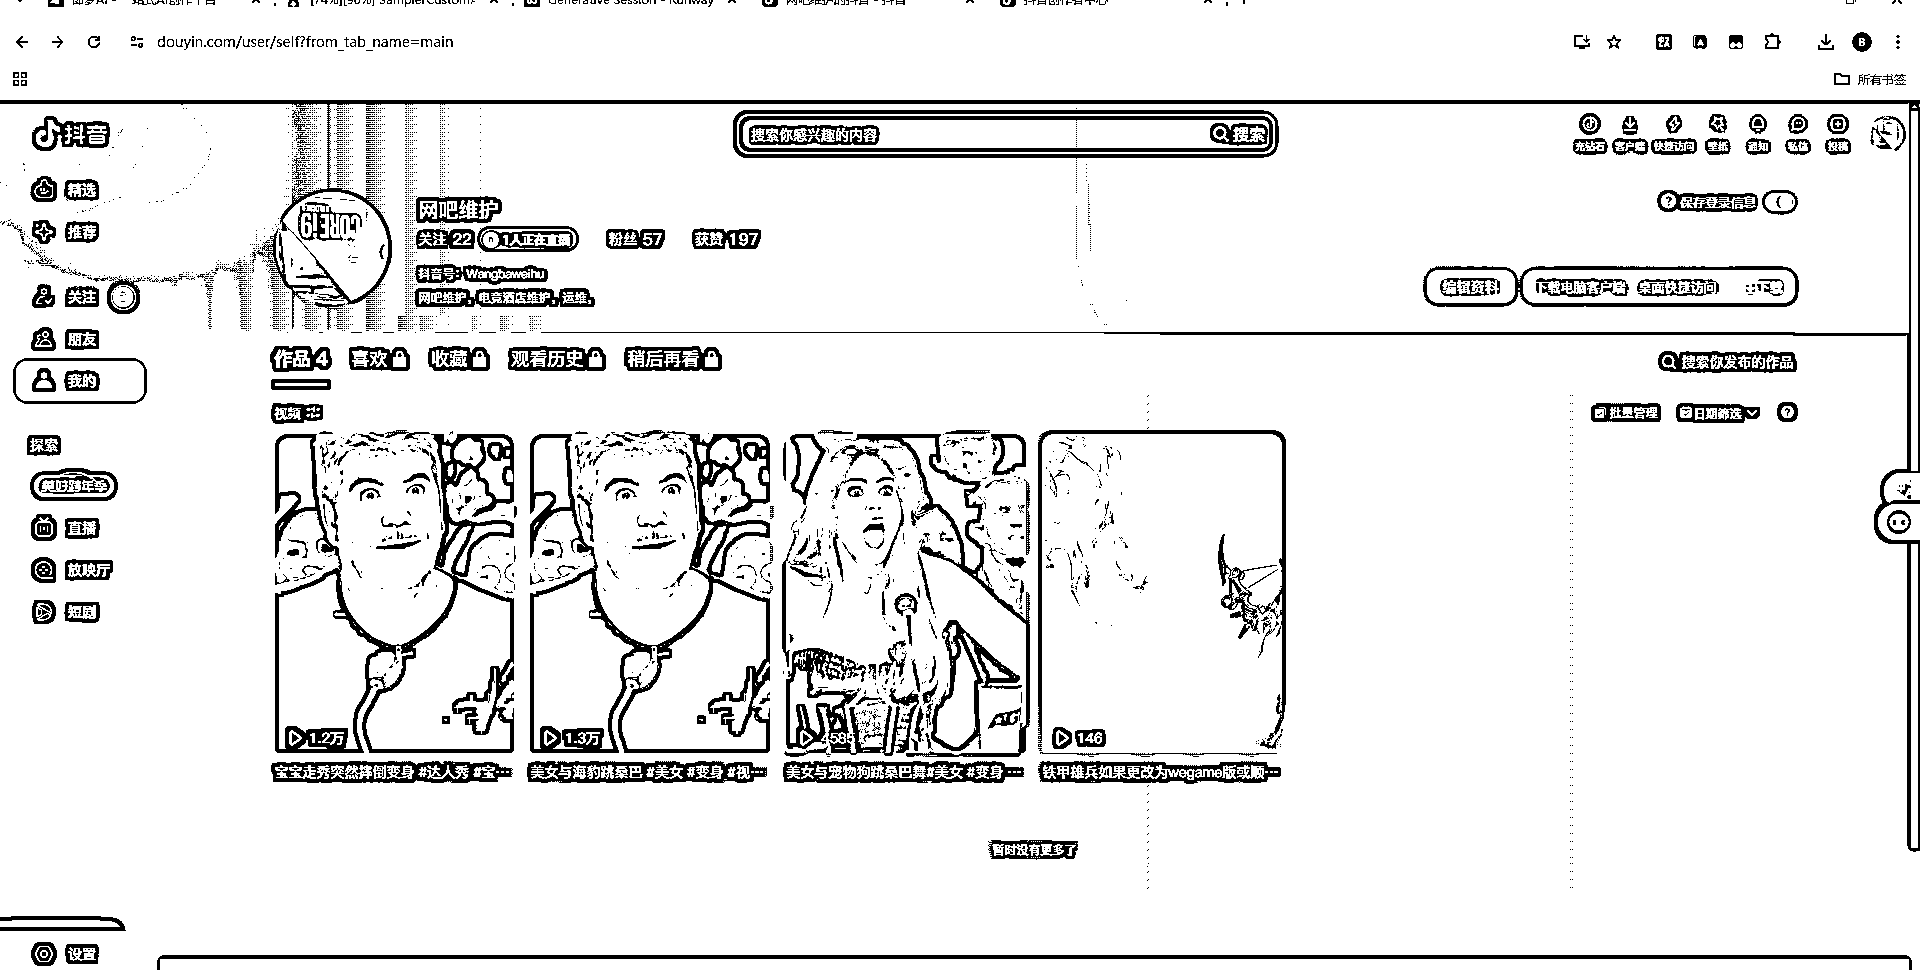 douyin.com/user/self?from_tab_name=main
所有书签
抖音
搜索你感兴趣的内容
搜索
充钻石
客户端
快捷访问
壁纸
通知
私信
投稿
精选
推荐
关注
朋友
我的
探索
直播
放映厅
短剧
设置
网吧维护
关注 22
1人正在直播
粉丝 57
获赞 197
抖音号：Wangbaweihu
网吧维护，电竞酒店维护，运维，
保存登录信息
编辑资料
下载电脑客户端
桌面快捷访问
下载
作品 4
喜欢
收藏
观看历史
稍后再看
搜索你发布的作品
视频
批量管理
日期筛选
1.2万
1.3万
146
宝宝走秀突然摔倒变身 #达人秀 #宝…
美女与海豹跳桑巴 #美女 #变身 #视…
美女与宠物狗跳桑巴舞#美女 #变身…
铁甲雄兵如果更改为wegame版或顺…
暂时没有更多了